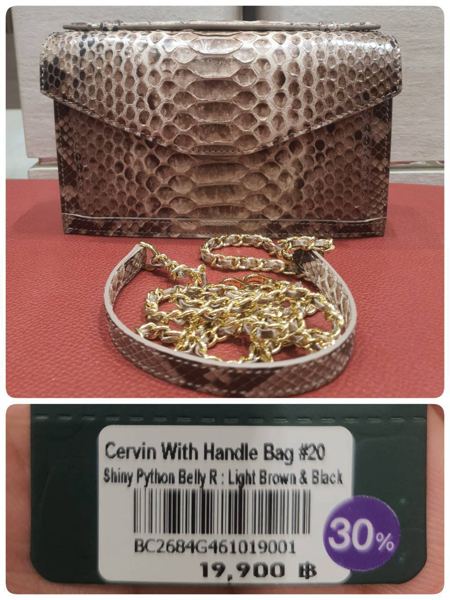 Cervin With Handle Bag #20
Shiny Python Belly R : Light Brown & Black
BC2684G461019001
30%
19,900 ฿